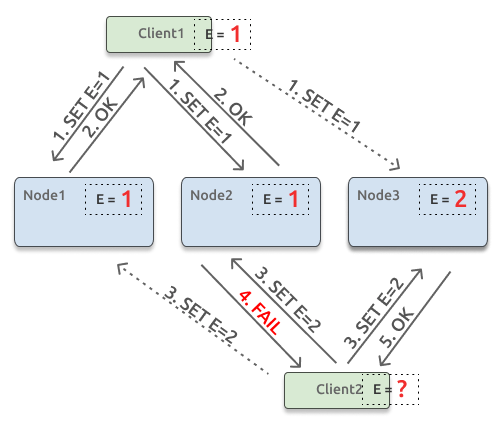 Client1 E = 1
1. SET E=1
2. OK
1. SET E=1
2. OK
1. SET E=1
Node1 E = 1
Node2 E = 1
Node3 E = 2
3. SET E=2
4. FAIL
3. SET E=2
3. SET E=2
5. OK
Client2 E = ?